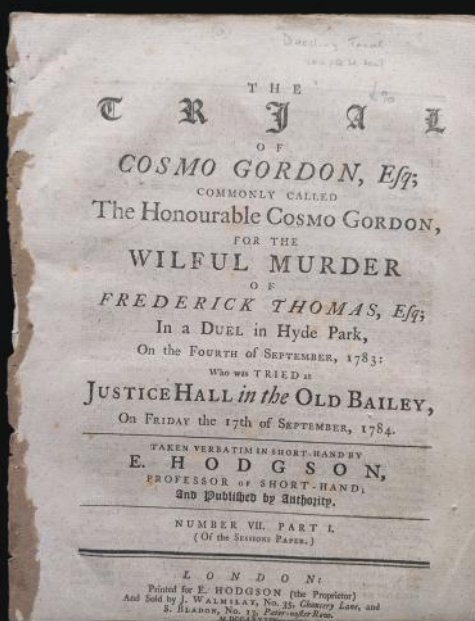 Duelling
THE
TRIAL
OF
COSMO GORDON, Eſq;
COMMONLY CALLED
The Honourable COSMO GORDON,
FOR THE
WILFUL MURDER
OF
FREDERICK THOMAS, Eſq;
In a DUEL in Hyde Park,
On the FOURTH of SEPTEMBER, 1783:
Who was TRIED at
JUSTICE HALL in the OLD BAILEY,
On FRIDAY the 17th of SEPTEMBER, 1784.
TAKEN VERBATIM IN SHORT-HAND BY
E. HODGSON,
PROFESSOR OF SHORT-HAND;
And Publiſhed by Authority.
NUMBER VII. PART I.
(Of the SESSIONS PAPER.)
LONDON:
Printed for E. HODGSON (the Proprietor)
And Sold by J. WALMSLAY, No. 35, Chancery Lane, and
S. BLADON, No. 13, Pater-noſter Row.